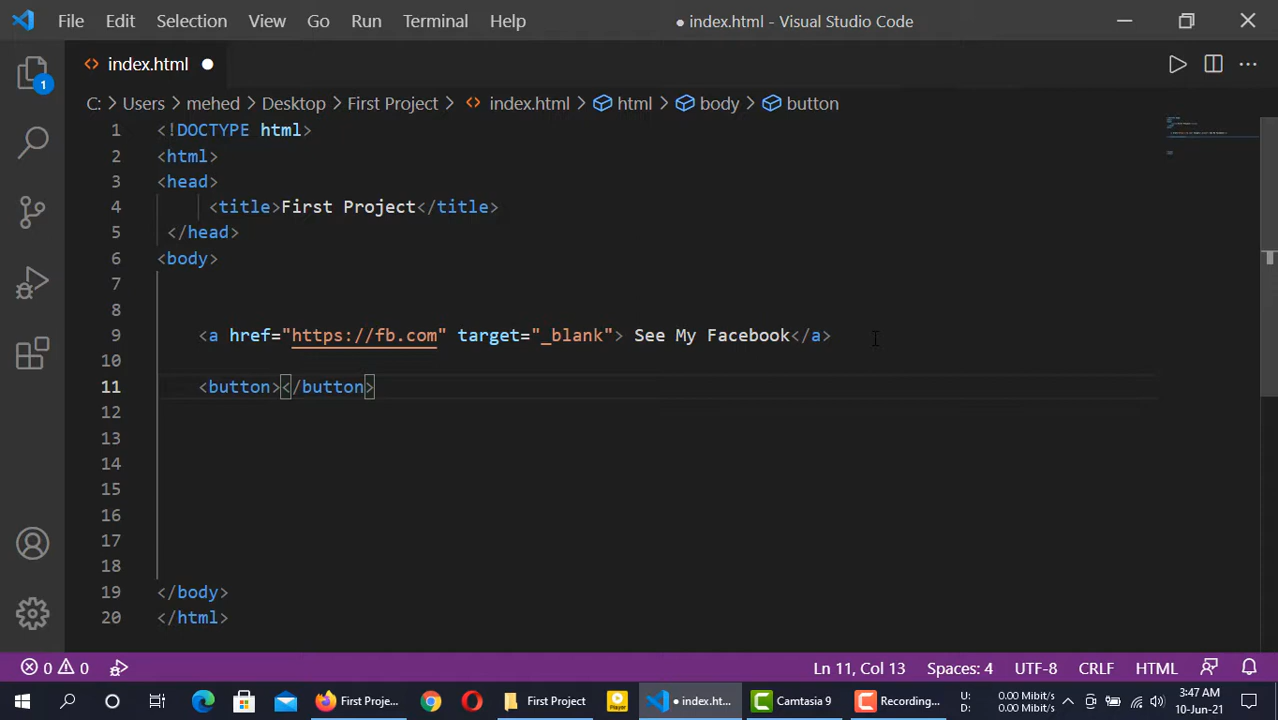 File Edit Selection View Go Run Terminal Help ● index.html - Visual Studio Code
index.html
1
C: > Users > mehed > Desktop > First Project > index.html > html > body > button
1 <!DOCTYPE html>
2 <html>
3 <head>
4 <title>First Project</title>
5 </head>
6 <body>
7
8
9 <a href="https://fb.com" target="_blank"> See My Facebook</a>
10
11 <button></button>
12
13
14
15
16
17
18
19 </body>
20 </html>
0 0 Ln 11, Col 13 Spaces: 4 UTF-8 CRLF HTML
First Proje... First Project Player ● index.ht... Camtasia 9 Recording... U: 0.00 Mibit/s 3:47 AM
D: 0.00 Mibit/s 10-Jun-21